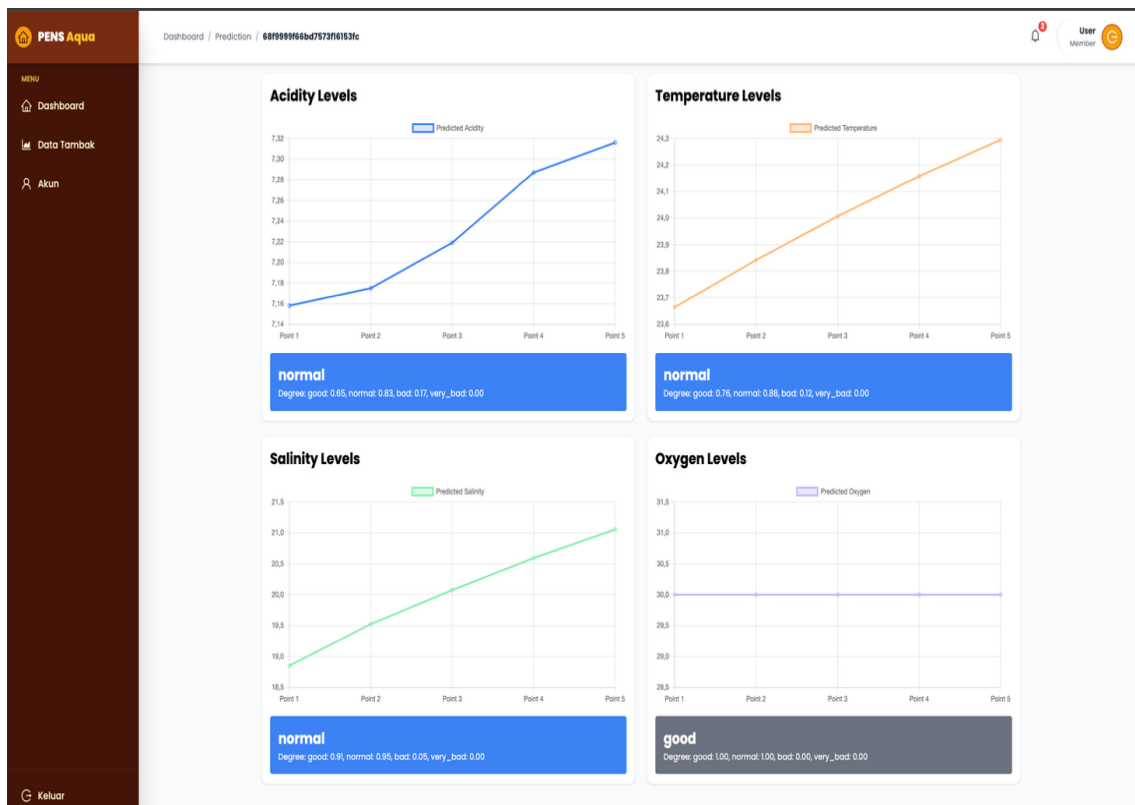 PENS Aqua
Dashboard / Prediction / 68f9999f66bd7573f16153fc
3
User
Member
MENU
Dashboard
Data Tambak
Akun
Keluar
Acidity Levels
Predicted Acidity
7,32
7,30
7,28
7,26
7,24
7,22
7,20
7,18
7,16
7,14
Point 1 Point 2 Point 3 Point 4 Point 5
normal
Degree: good: 0.65, normal: 0.83, bad: 0.17, very_bad: 0.00
Temperature Levels
Predicted Temperature
24,3
24,2
24,1
24,0
23,9
23,8
23,7
23,6
Point 1 Point 2 Point 3 Point 4 Point 5
normal
Degree: good: 0.76, normal: 0.88, bad: 0.12, very_bad: 0.00
Salinity Levels
Predicted Salinity
21,5
21,0
20,5
20,0
19,5
19,0
18,5
Point 1 Point 2 Point 3 Point 4 Point 5
normal
Degree: good: 0.91, normal: 0.95, bad: 0.05, very_bad: 0.00
Oxygen Levels
Predicted Oxygen
31,5
31,0
30,5
30,0
29,5
29,0
28,5
Point 1 Point 2 Point 3 Point 4 Point 5
good
Degree: good: 1.00, normal: 1.00, bad: 0.00, very_bad: 0.00